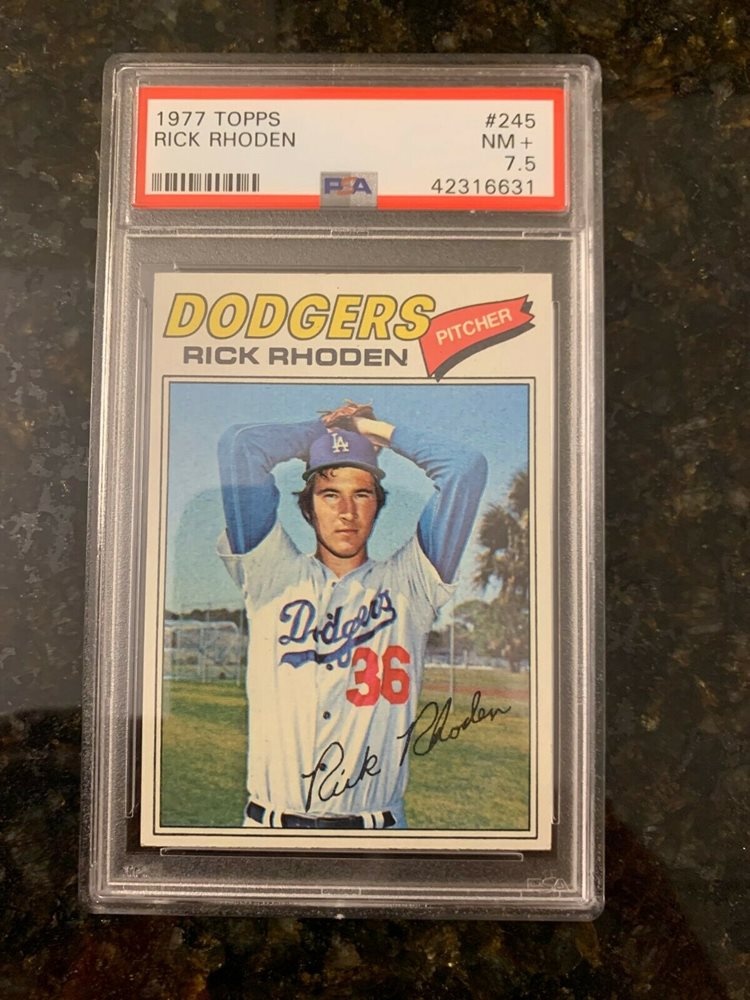 1977 TOPPS #245
RICK RHODEN NM +
7.5
PSA 42316631
DODGERS
PITCHER
RICK RHODEN
LA
Dodgers
36
Rick Rhoden
PSA